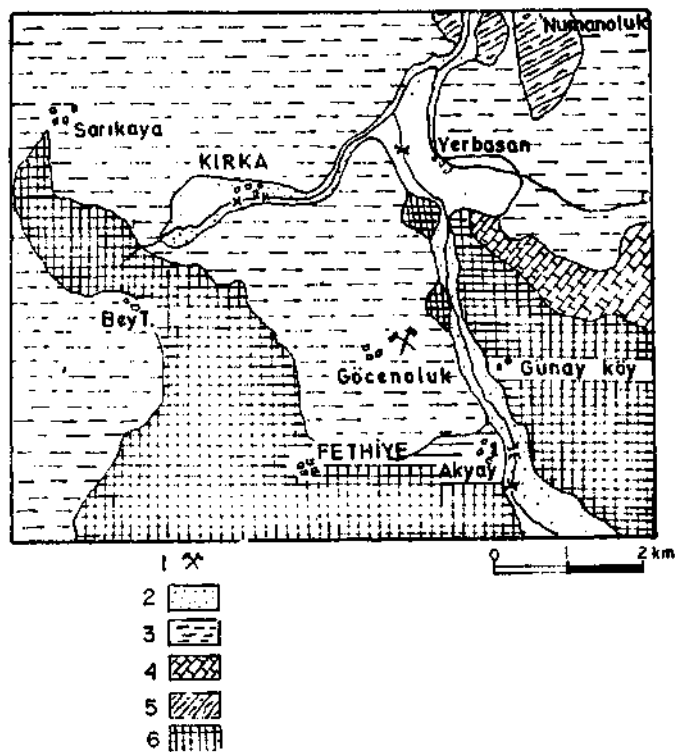 Numanoluk
Sarıkaya
KIRKA
Yerbasan
Bey T.
Göcenoluk
Günay köy
FETHİYE
Akyay
0 1 2 km
1
2
3
4
5
6